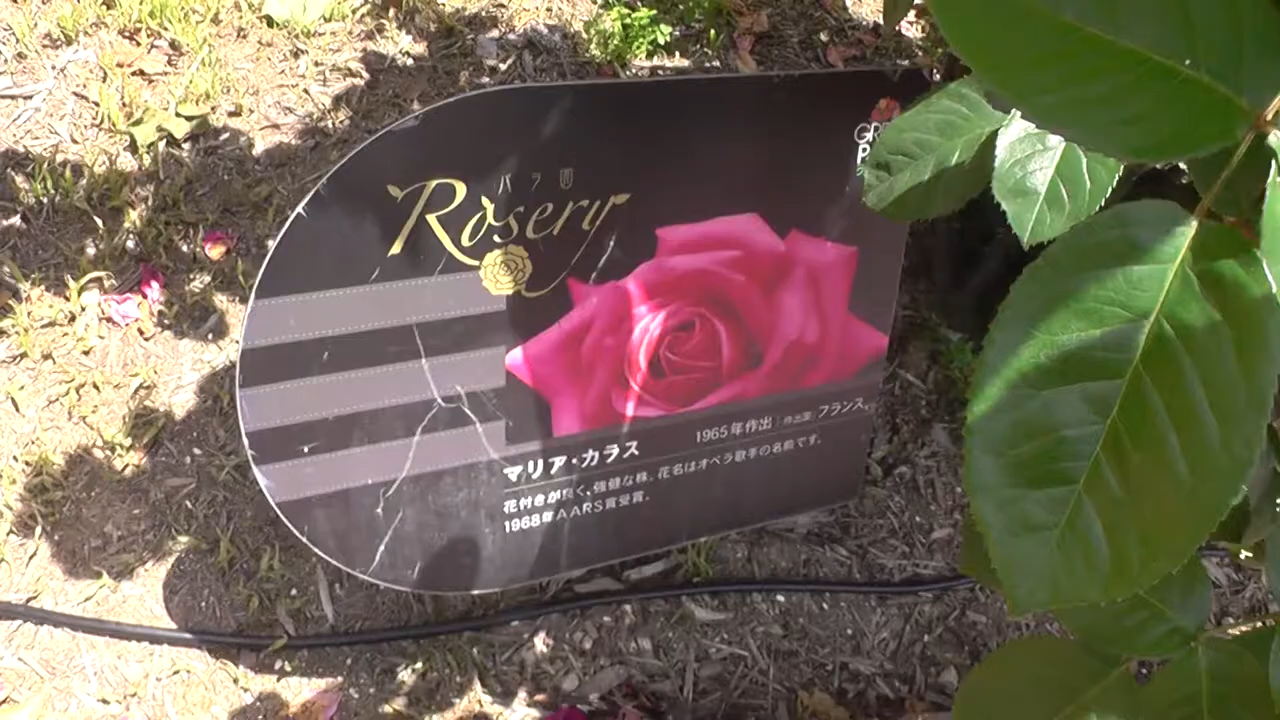 バラ園
Rosery
マリア・カラス
1965年作出 作出国 フランス
花付きが良く、強健な株。花名はオペラ歌手の名前です。
1968年AARS賞受賞。